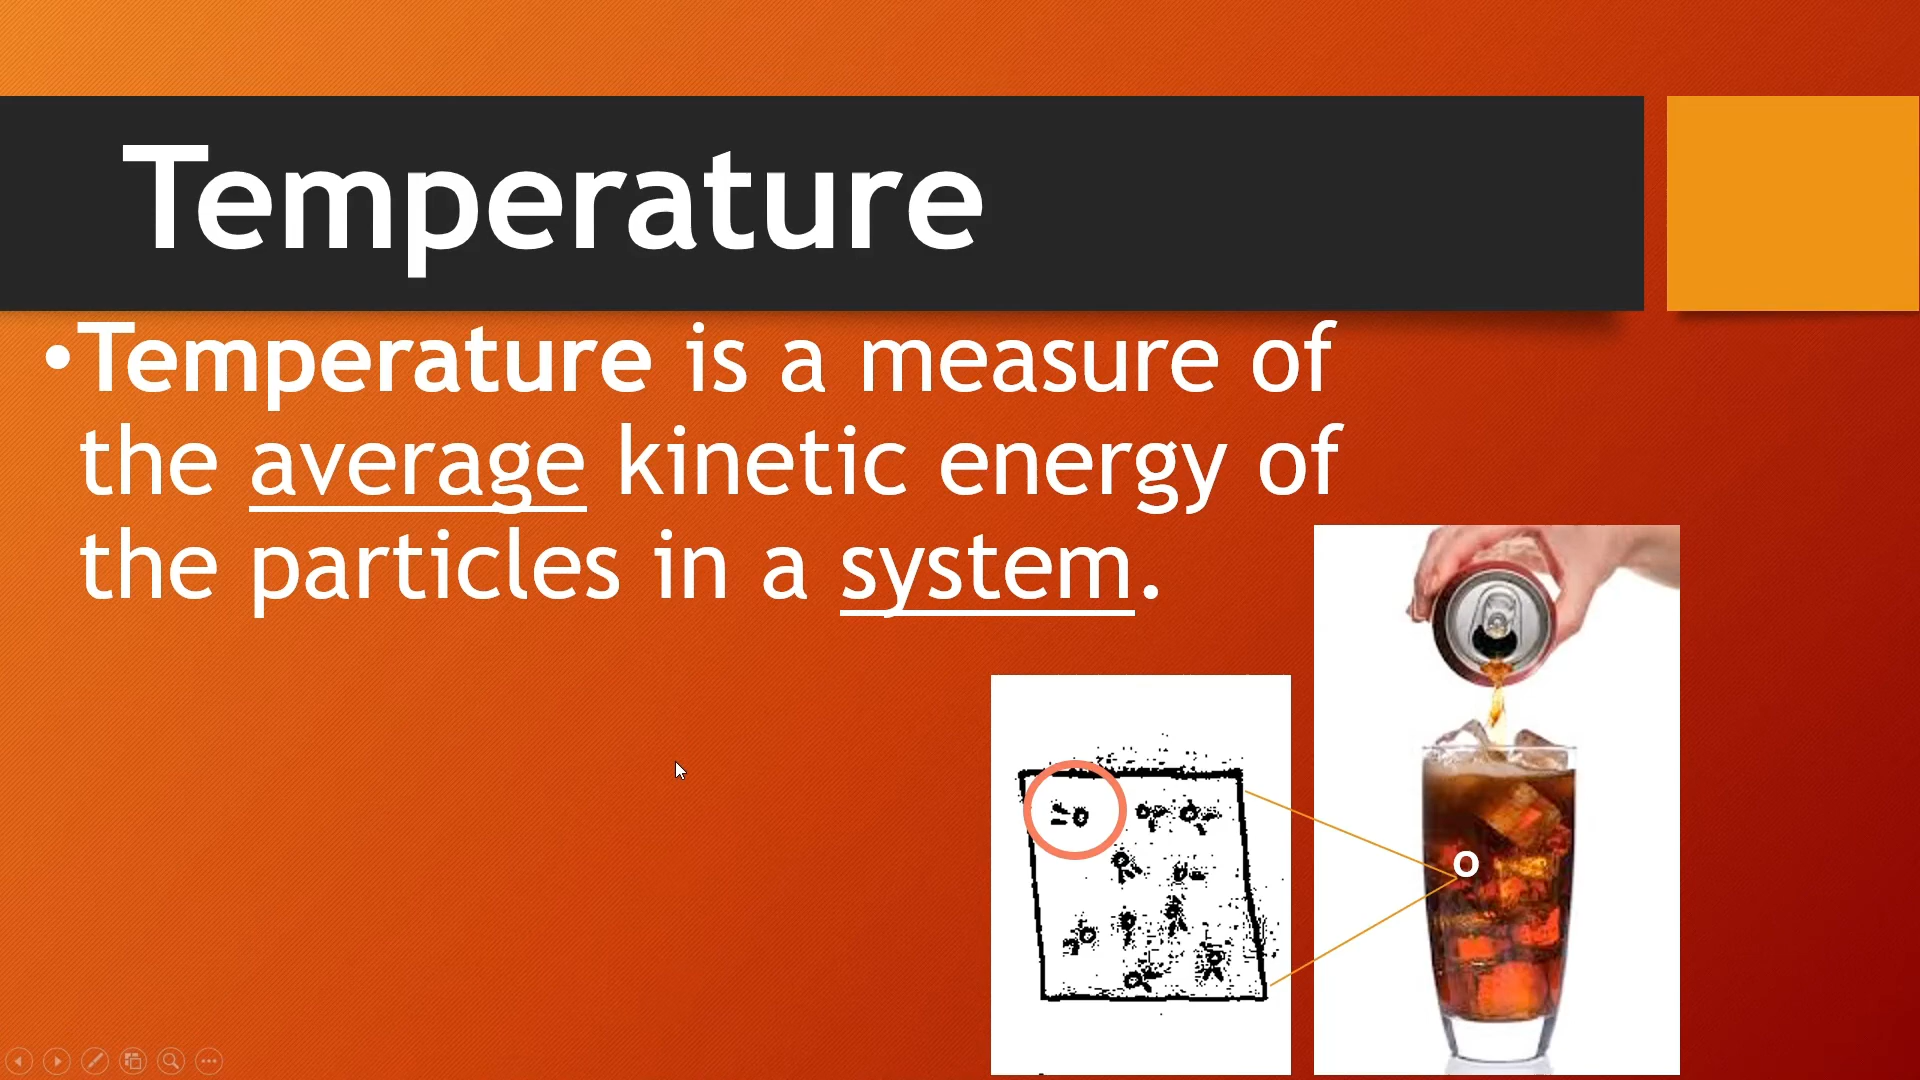 Temperature
•Temperature is a measure of
the average kinetic energy of
the particles in a system.